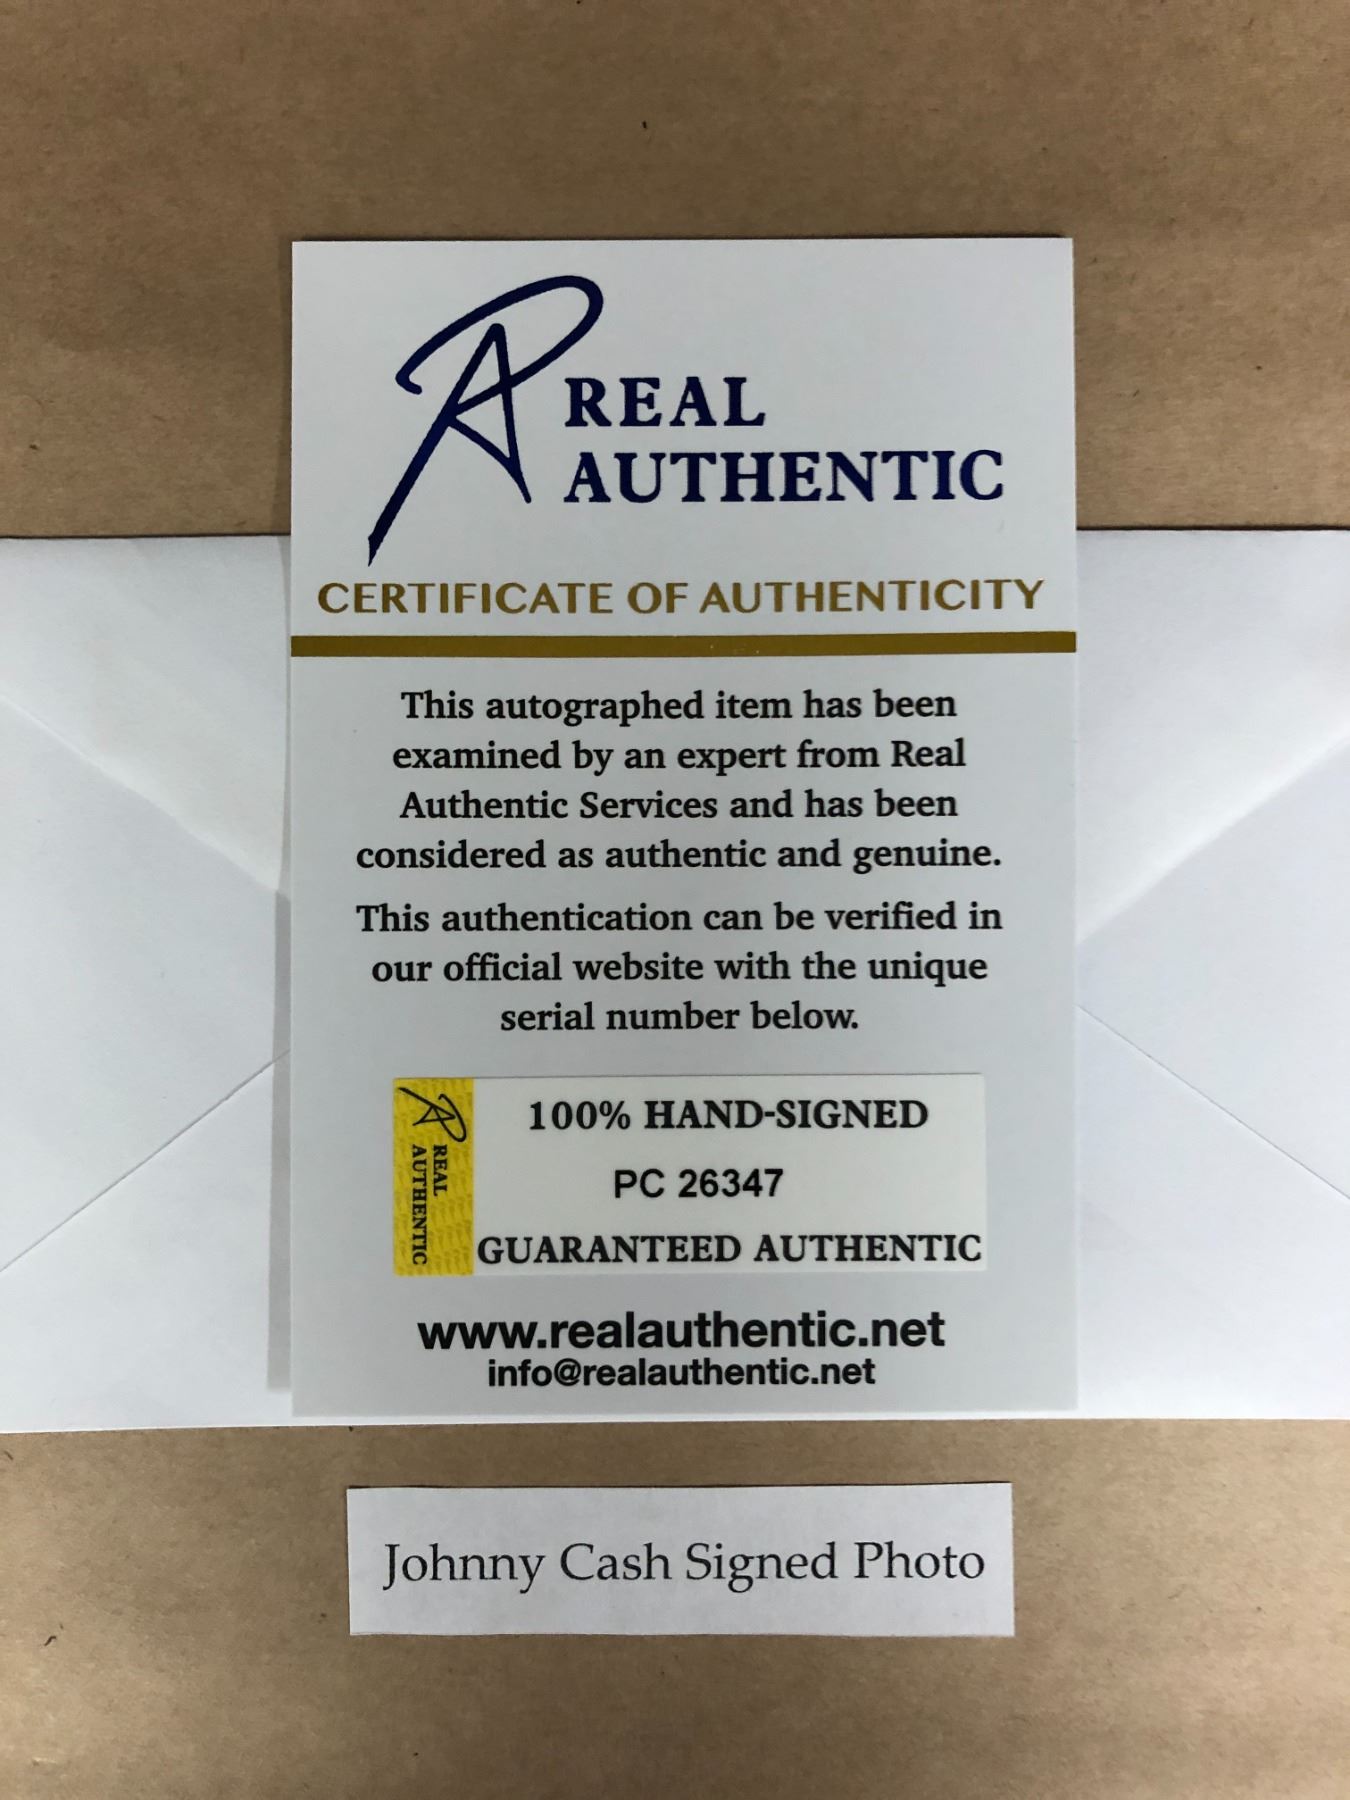 REAL
AUTHENTIC
CERTIFICATE OF AUTHENTICITY
This autographed item has been
examined by an expert from Real
Authentic Services and has been
considered as authentic and genuine.
This authentication can be verified in
our official website with the unique
serial number below.
REAL
AUTHENTIC
100% HAND-SIGNED
PC 26347
GUARANTEED AUTHENTIC
www.realauthentic.net
info@realauthentic.net
Johnny Cash Signed Photo